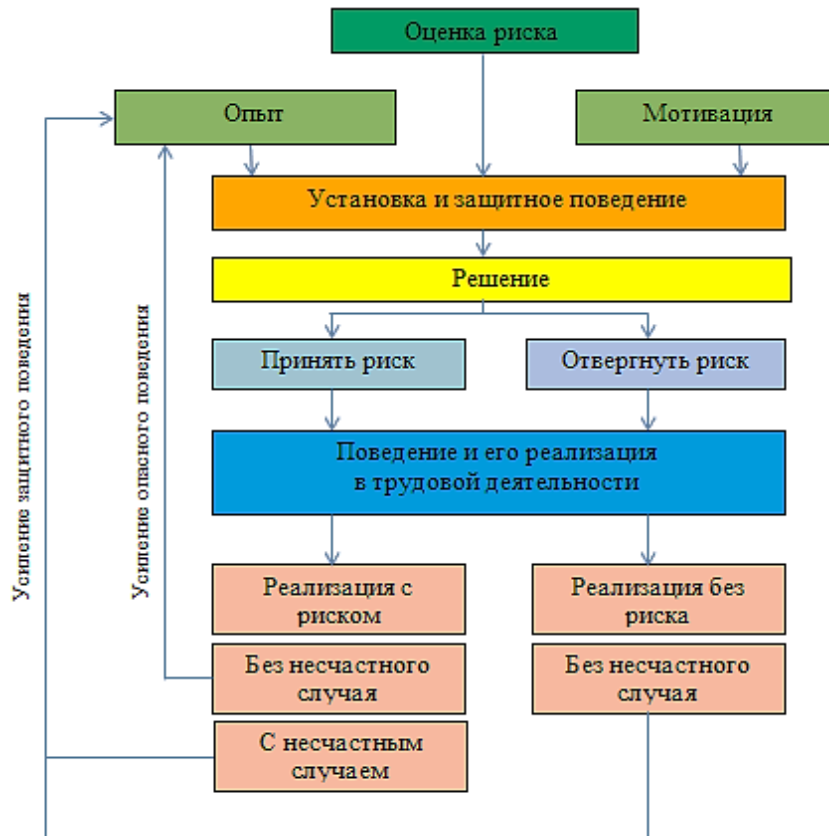 Оценка риска
Опыт
Мотивация
Установка и защитное поведение
Решение
Принять риск
Отвергнуть риск
Поведение и его реализация
в трудовой деятельности
Усиление защитного поведения
Усиление опасного поведения
Реализация с
риском
Реализация без
риска
Без несчастного
случая
Без несчастного
случая
С несчастным
случаем